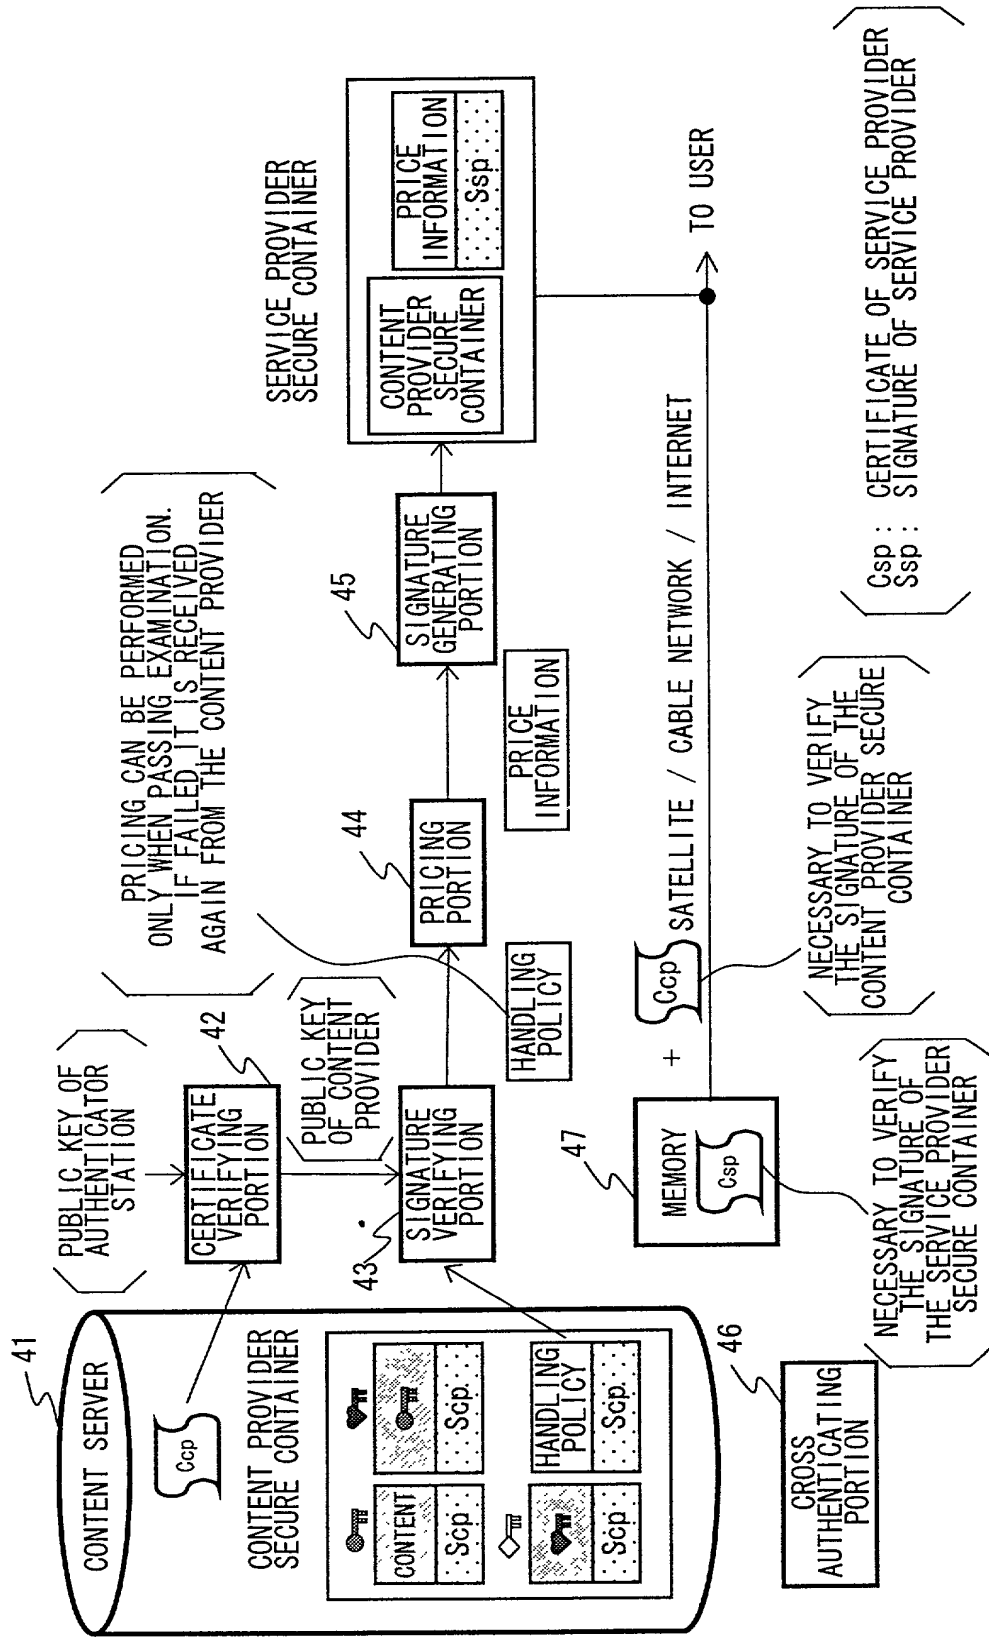 41
CONTENT SERVER
Ccp
CONTENT PROVIDER
SECURE CONTAINER
CONTENT
Scp
Scp
Scp
HANDLING
POLICY
Scp
46
CROSS
AUTHENTICATING
PORTION
PUBLIC KEY OF
AUTHENTICATOR
STATION
42
CERTIFICATE
VERIFYING
PORTION
PUBLIC KEY
OF CONTENT
PROVIDER
43
SIGNATURE
VERIFYING
PORTION
PRICING CAN BE PERFORMED
ONLY WHEN PASSING EXAMINATION.
IF FAILED IT IS RECEIVED
AGAIN FROM THE CONTENT PROVIDER
HANDLING
POLICY
44
PRICING
PORTION
PRICE
INFORMATION
45
SIGNATURE
GENERATING
PORTION
SERVICE PROVIDER
SECURE CONTAINER
CONTENT
PROVIDER
SECURE
CONTAINER
PRICE
INFORMATION
Ssp
47
MEMORY
Csp
+
Ccp
SATELLITE / CABLE NETWORK / INTERNET
TO USER
NECESSARY TO VERIFY
THE SIGNATURE OF
THE SERVICE PROVIDER
SECURE CONTAINER
NECESSARY TO VERIFY
THE SIGNATURE OF THE
CONTENT PROVIDER SECURE
CONTAINER
Csp : CERTIFICATE OF SERVICE PROVIDER
Ssp : SIGNATURE OF SERVICE PROVIDER